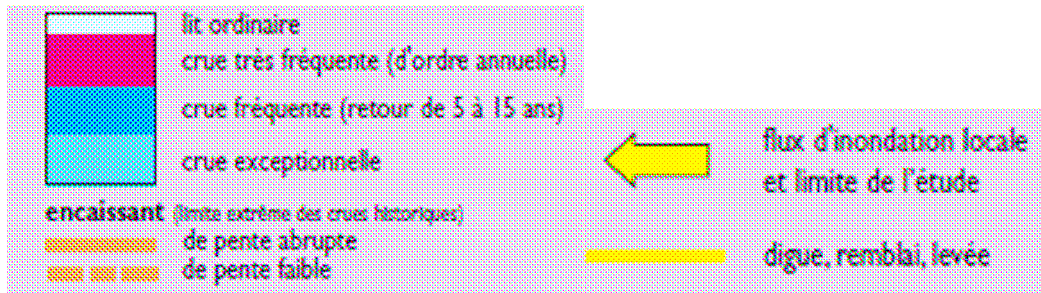 lit ordinaire
crue très fréquente (d'ordre annuelle)
crue fréquente (retour de 5 à 15 ans)
crue exceptionnelle
encaissant (limite extrême des crues historiques)
de pente abrupte
de pente faible
flux d'inondation locale
et limite de l'étude
digue, remblai, levée